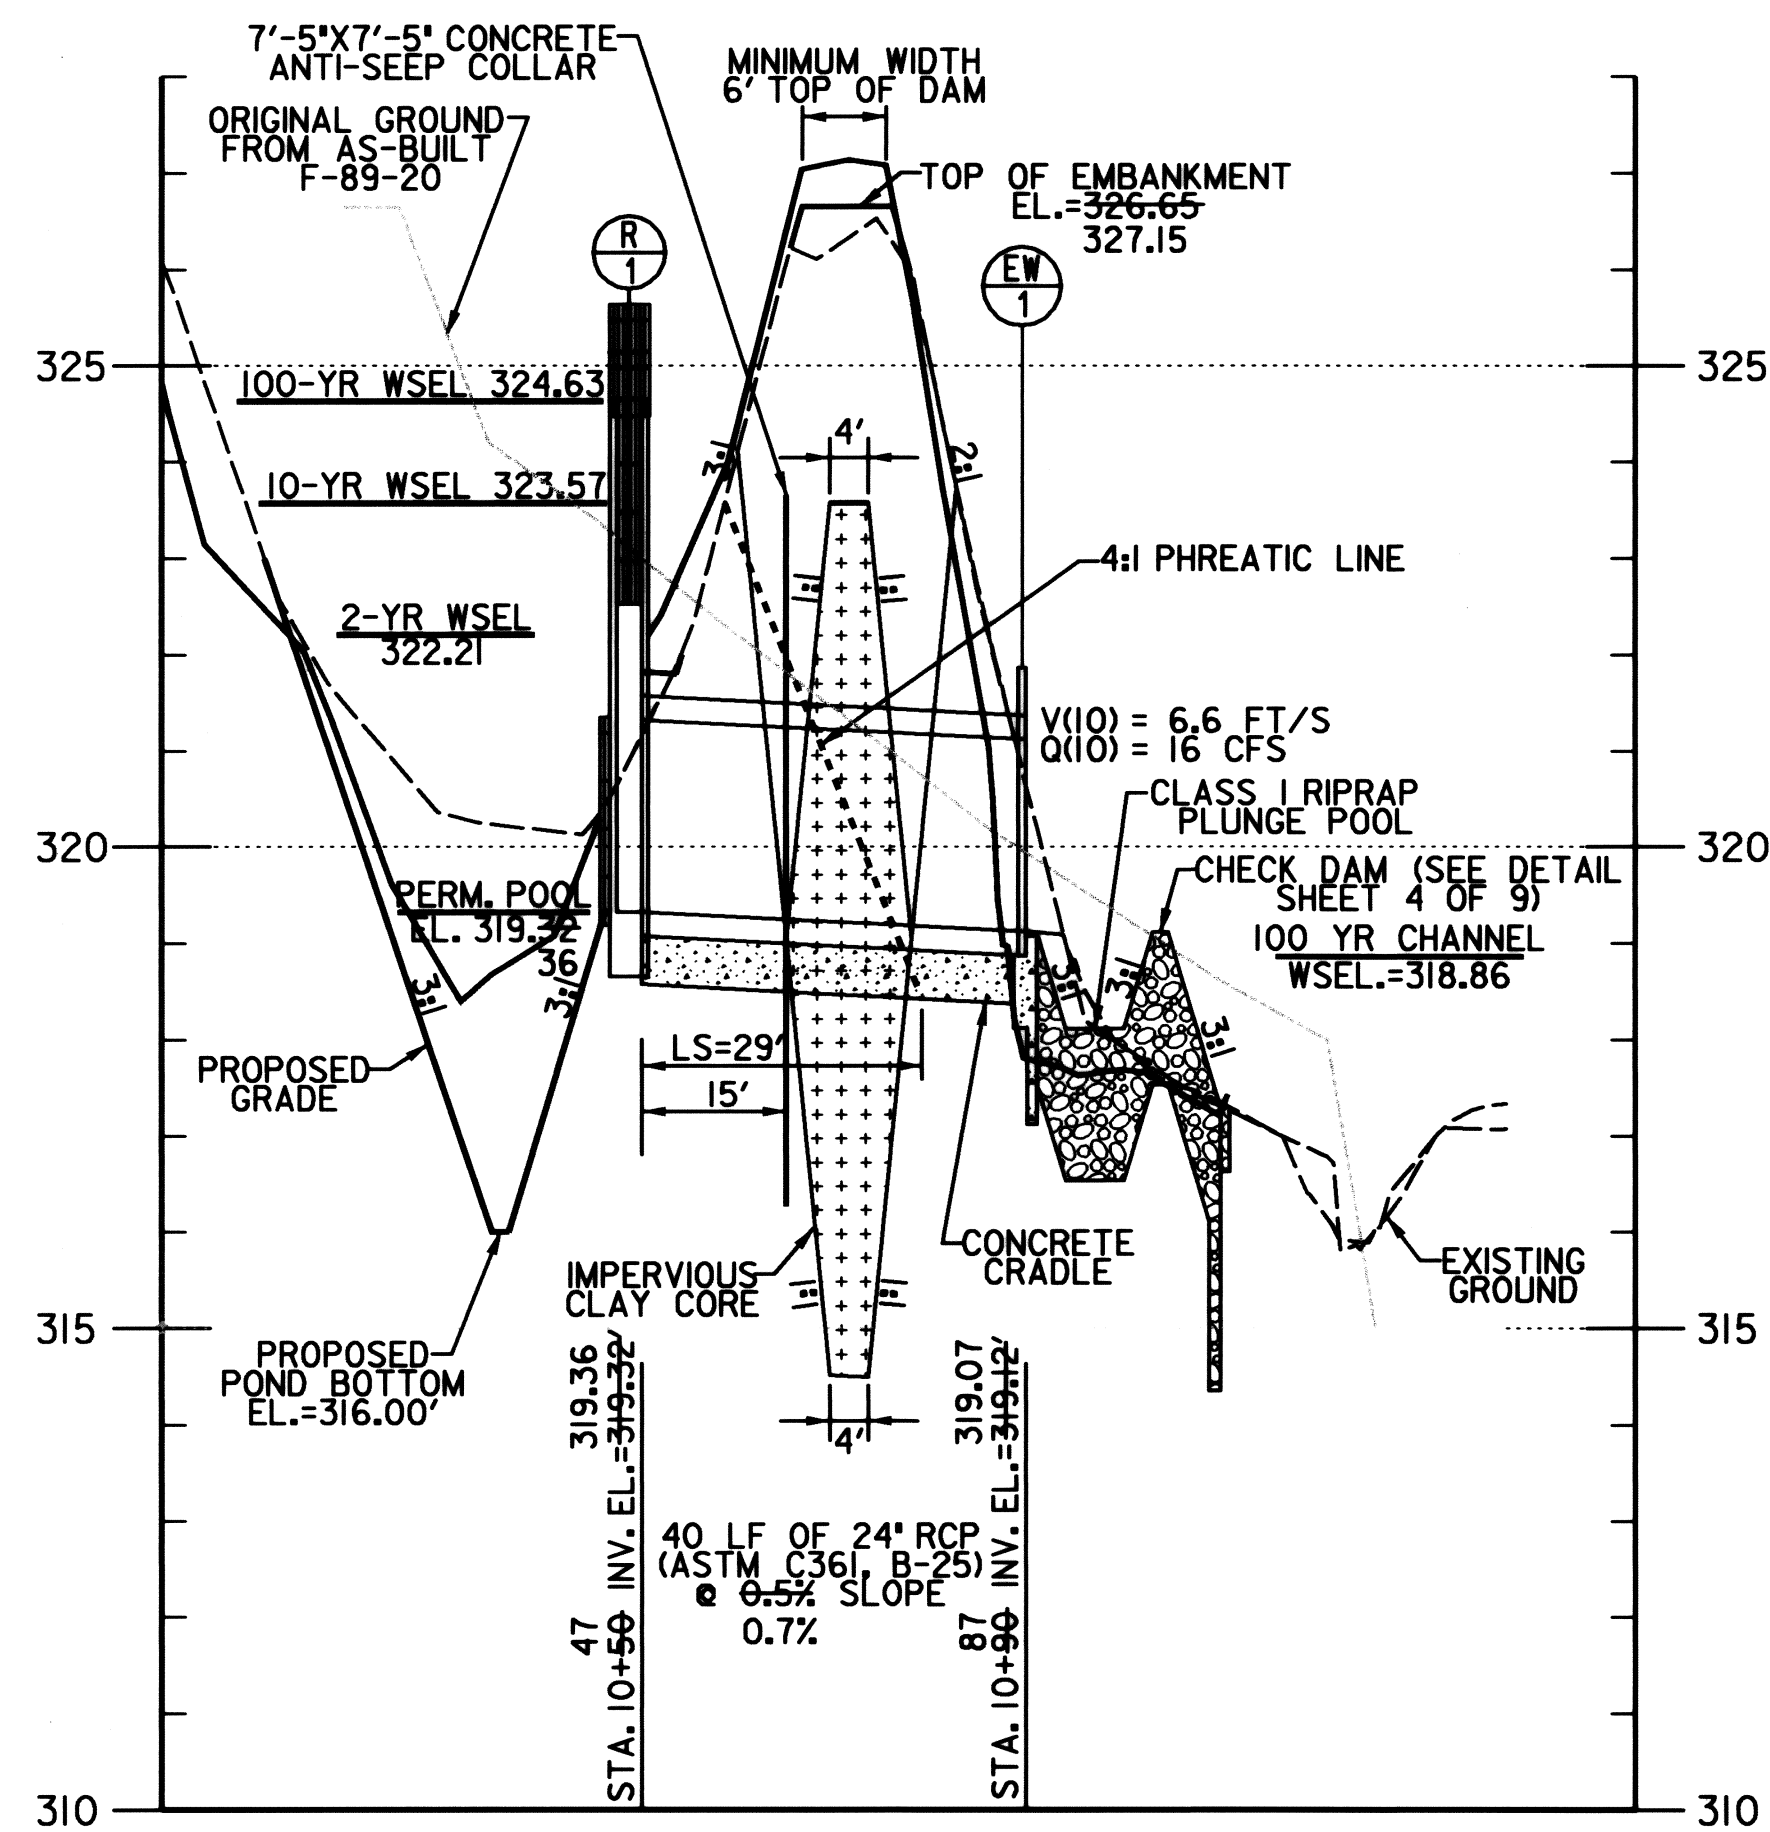 7'-5"X7'-5" CONCRETE
ANTI-SEEP COLLAR
MINIMUM WIDTH
6' TOP OF DAM
ORIGINAL GROUND
FROM AS-BUILT
F-89-20
TOP OF EMBANKMENT
EL.=326.65
327.15
R
1
EW
1
325
325
100-YR WSEL 324.63
4'
3:1
2:1
10-YR WSEL 323.57
4:1 PHREATIC LINE
2-YR WSEL
322.21
V(10) = 6.6 FT/S
Q(10) = 16 CFS
CLASS I RIPRAP
PLUNGE POOL
320
320
CHECK DAM (SEE DETAIL
SHEET 4 OF 9)
PERM. POOL
EL. 319.32
36
100 YR CHANNEL
WSEL.=318.86
3:1
3:1
3:1
3:1
3:1
LS=29'
15'
PROPOSED
GRADE
CONCRETE
CRADLE
IMPERVIOUS
CLAY CORE
EXISTING
GROUND
315
315
PROPOSED
POND BOTTOM
EL.=316.00'
4'
319.36
47
STA. 10+50 INV. EL.=319.32'
319.07
87
STA. 10+90 INV. EL.=319.12'
40 LF OF 24" RCP
(ASTM C361, B-25)
@ 0.5% SLOPE
0.7%
310
310